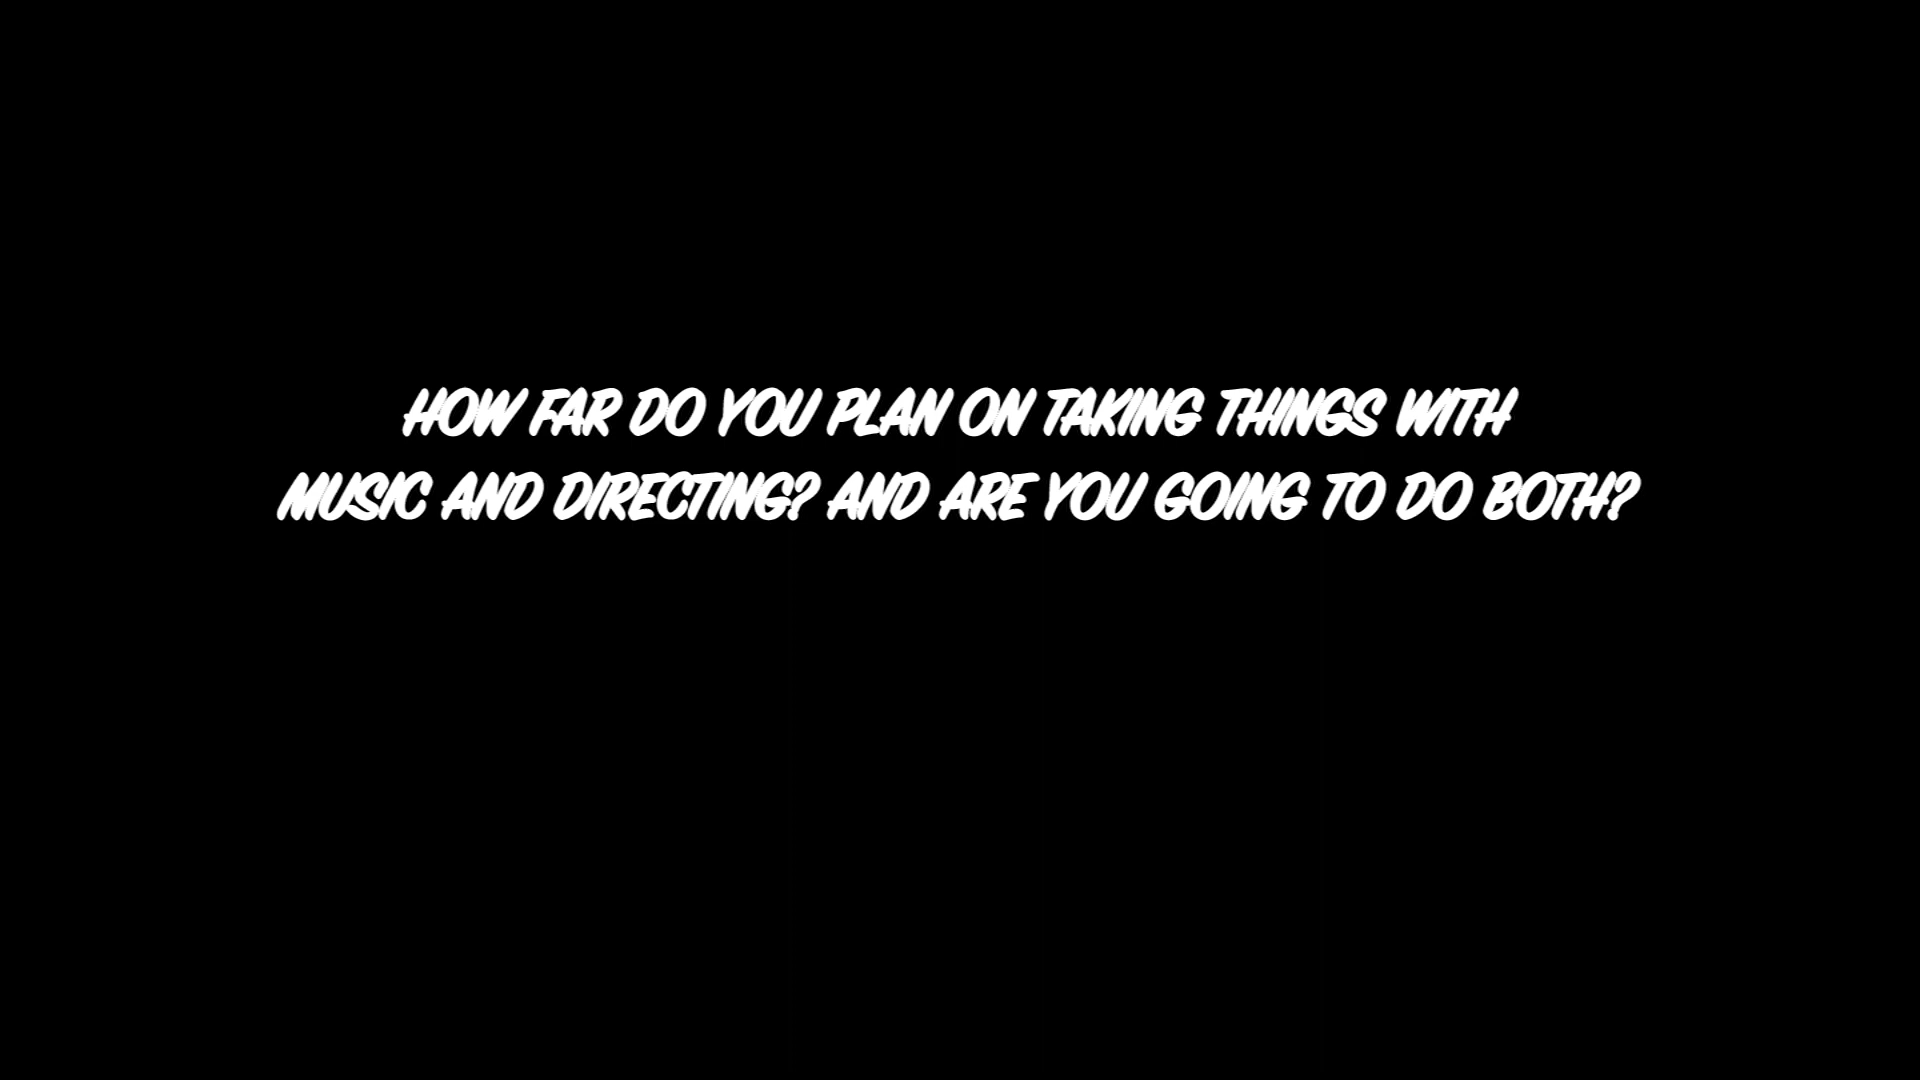 HOW FAR DO YOU PLAN ON TAKING THINGS WITH
MUSIC AND DIRECTING? AND ARE YOU GOING TO DO BOTH?